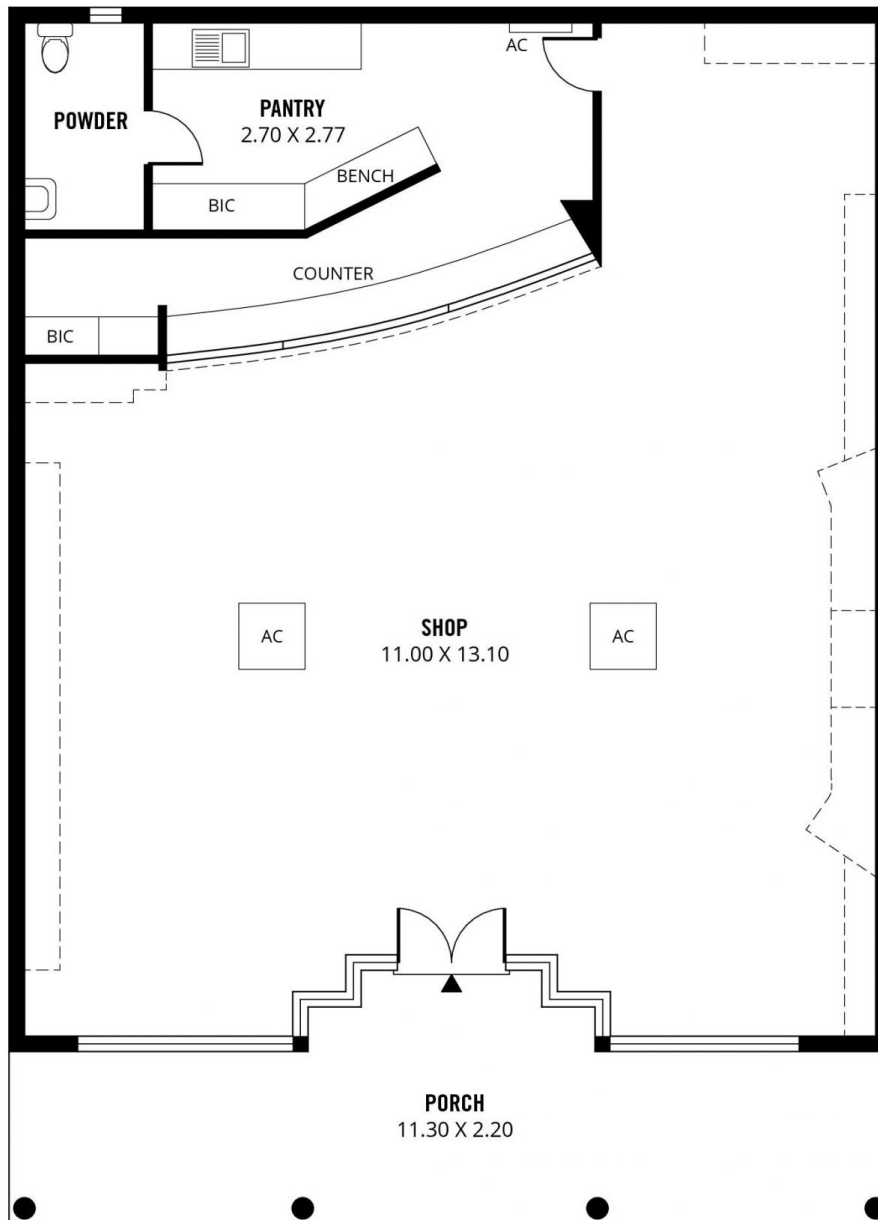 AC
POWDER
PANTRY
2.70 X 2.77
BENCH
BIC
COUNTER
BIC
AC
SHOP
11.00 X 13.10
AC
PORCH
11.30 X 2.20